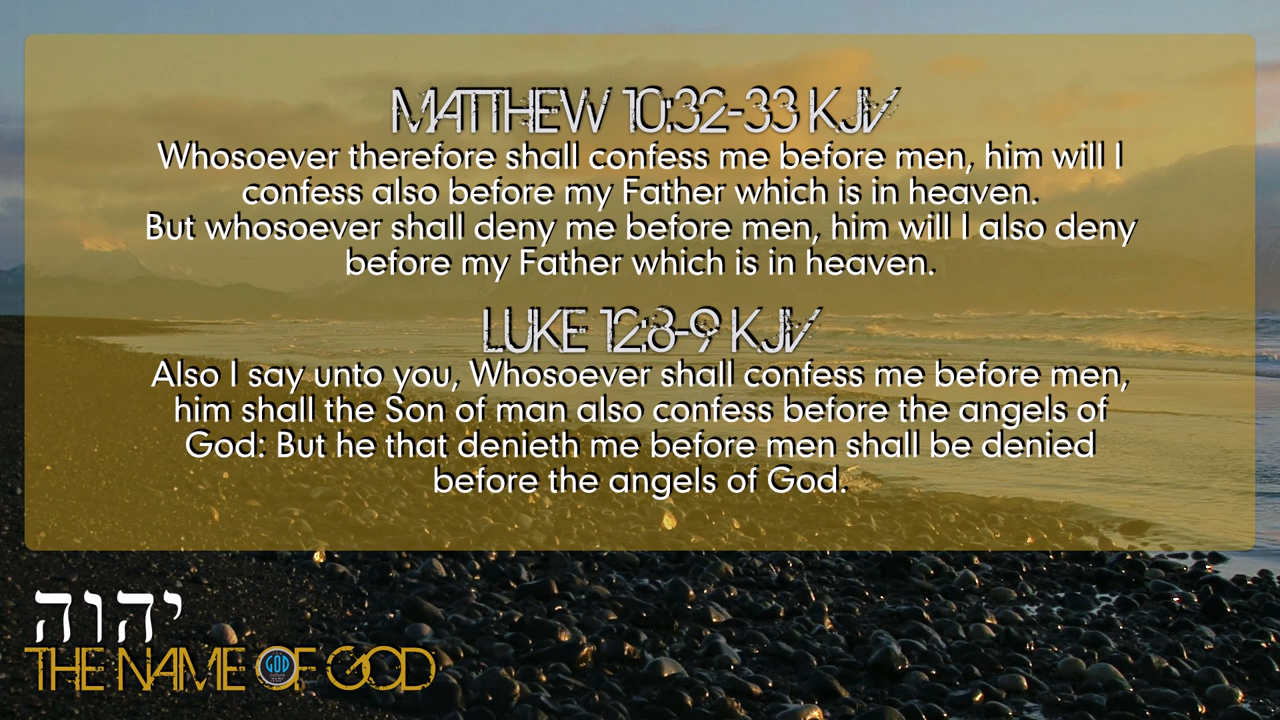 MATTHEW 10:32-33 KJV
Whosoever therefore shall confess me before men, him will I
confess also before my Father which is in heaven.
But whosoever shall deny me before men, him will I also deny
before my Father which is in heaven.
LUKE 12:8-9 KJV
Also I say unto you, Whosoever shall confess me before men,
him shall the Son of man also confess before the angels of
God: But he that denieth me before men shall be denied
before the angels of God.
יהוה
THE NAME OF GOD
GOD
יהוה